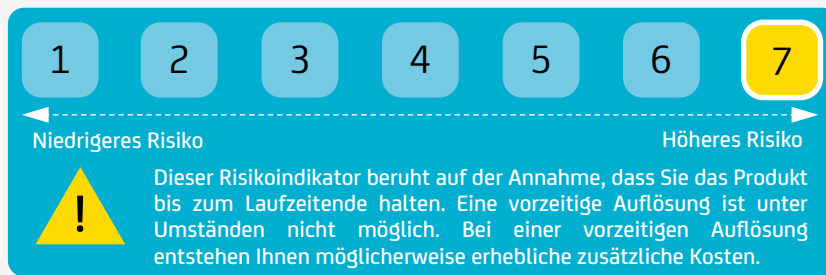 1 2 3 4 5 6 7
Niedrigeres Risiko Höheres Risiko
!
Dieser Risikoindikator beruht auf der Annahme, dass Sie das Produkt
bis zum Laufzeitende halten. Eine vorzeitige Auflösung ist unter
Umständen nicht möglich. Bei einer vorzeitigen Auflösung
entstehen Ihnen möglicherweise erhebliche zusätzliche Kosten.